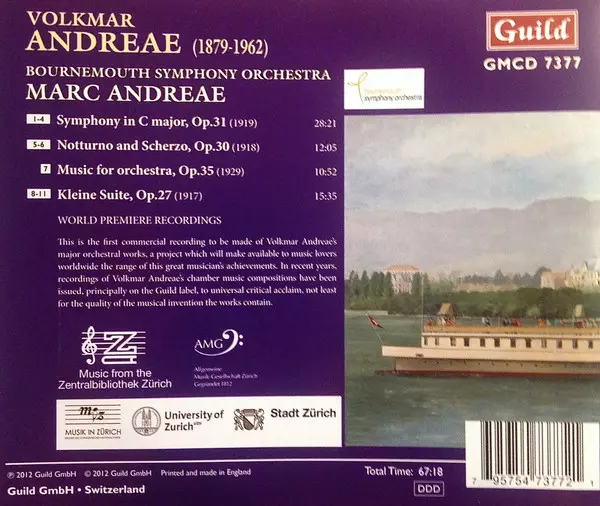 VOLKMAR
ANDREAE (1879-1962)
BOURNEMOUTH SYMPHONY ORCHESTRA
MARC ANDREAE
Guild
GMCD 7377
bournemouth
symphony orchestra
1-4 Symphony in C major, Op.31 (1919) 28:21
5-6 Notturno and Scherzo, Op.30 (1918) 12:05
7 Music for orchestra, Op.35 (1929) 10:52
8-11 Kleine Suite, Op.27 (1917) 15:35
WORLD PREMIERE RECORDINGS
This is the first commercial recording to be made of Volkmar Andreae's
major orchestral works, a project which will make available to music lovers
worldwide the range of this great musician's achievements. In recent years,
recordings of Volkmar Andreae's chamber music compositions have been
issued, principally on the Guild label, to universal critical acclaim, not least
for the quality of the musical invention the works contain.
Music from the
Zentralbibliothek Zürich
AMG
Allgemeine
Musik-Gesellschaft Zürich
Gegründet 1812
MUSIK IN ZÜRICH
University of
Zurich UZH
Stadt Zürich
℗ 2012 Guild GmbH © 2012 Guild GmbH Printed and made in England
Guild GmbH • Switzerland
Total Time: 67:18
DDD
7 95754 73772 1